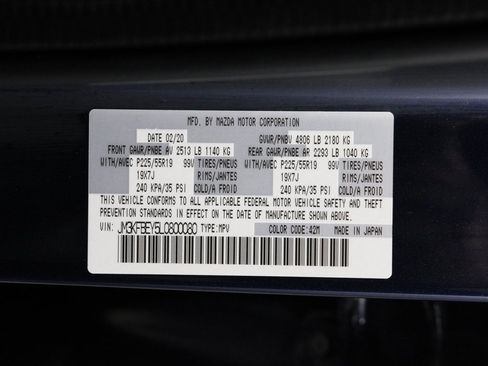 MFD. BY MAZDA MOTOR CORPORATION
DATE 02/20 GVWR/PNBV 4806 LB 2180 KG
FRONT GAWR/PNBE AV 2513 LB 1140 KG REAR GAWR/PNBE AR 2293 LB 1040 KG
WITH/AVEC P225/55R19 99V TIRES/PNEUS WITH/AVEC P225/55R19 99V TIRES/PNEUS
19X7J RIMS/JANTES 19X7J RIMS/JANTES
240 KPA/35 PSI COLD/A FROID 240 KPA/35 PSI COLD/A FROID
THIS VEHICLE CONFORMS TO ALL APPLICABLE FEDERAL MOTOR VEHICLE SAFETY AND
THEFT PREVENTION STANDARDS IN EFFECT ON THE DATE OF MANUFACTURE SHOWN ABOVE.
VIN: JM3KFBEY5L0800080 TYPE:MPV COLOR CODE:42M MADE IN JAPAN